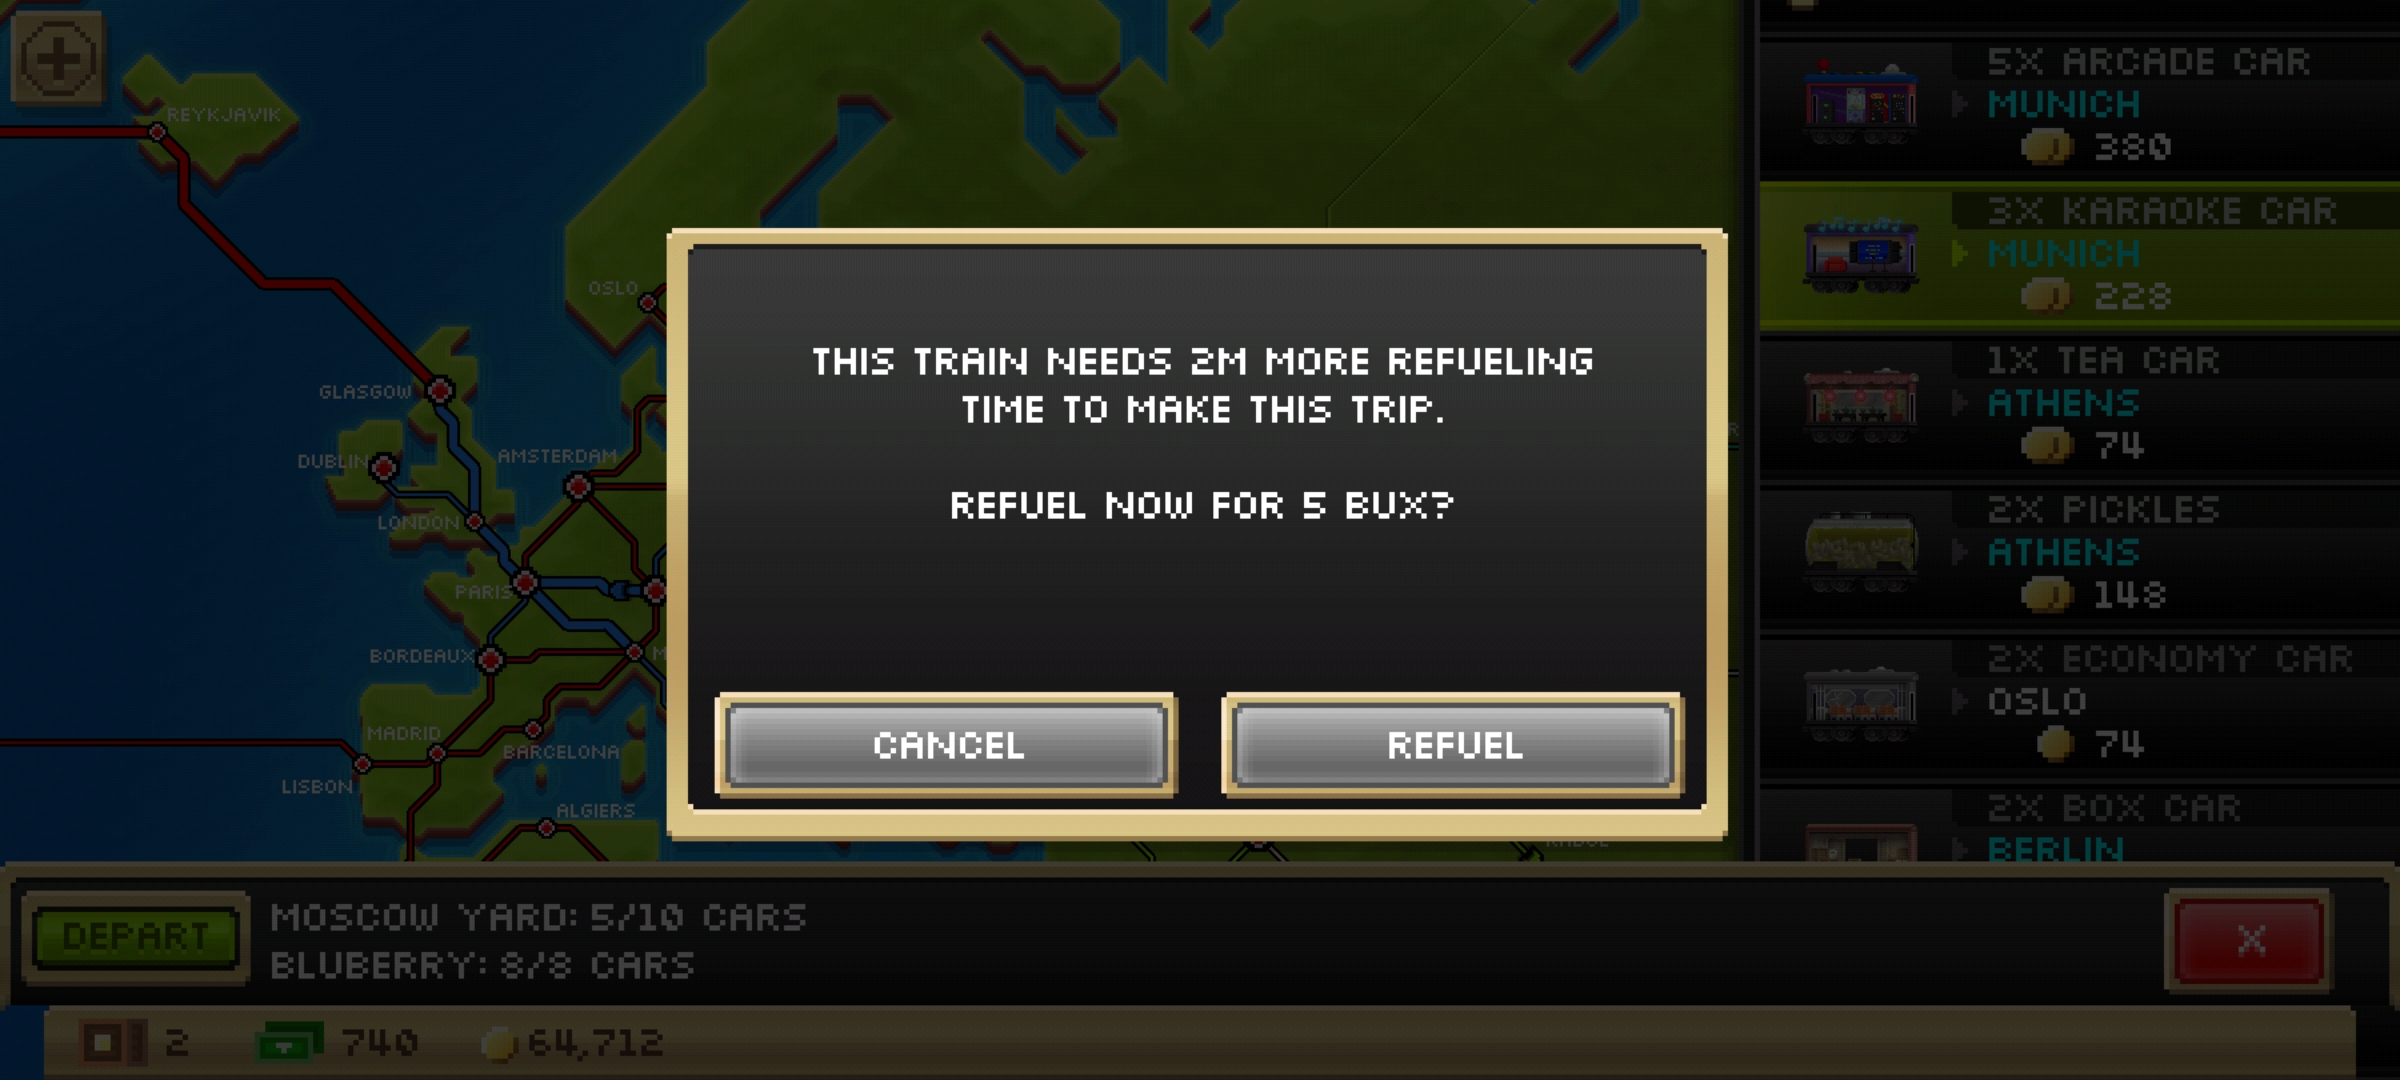 REYKJAVIK
OSLO
GLASGOW
DUBLIN
AMSTERDAM
LONDON
PARIS
BORDEAUX
MADRID
BARCELONA
LISBON
ALGIERS
THIS TRAIN NEEDS 2M MORE REFUELING
TIME TO MAKE THIS TRIP.
REFUEL NOW FOR 5 BUX?
CANCEL
REFUEL
5X ARCADE CAR
MUNICH
380
3X KARAOKE CAR
MUNICH
228
1X TEA CAR
ATHENS
74
2X PICKLES
ATHENS
148
2X ECONOMY CAR
OSLO
74
2X BOX CAR
BERLIN
DEPART
MOSCOW YARD: 5/10 CARS
BLUBERRY: 8/8 CARS
X
2
740
64,712